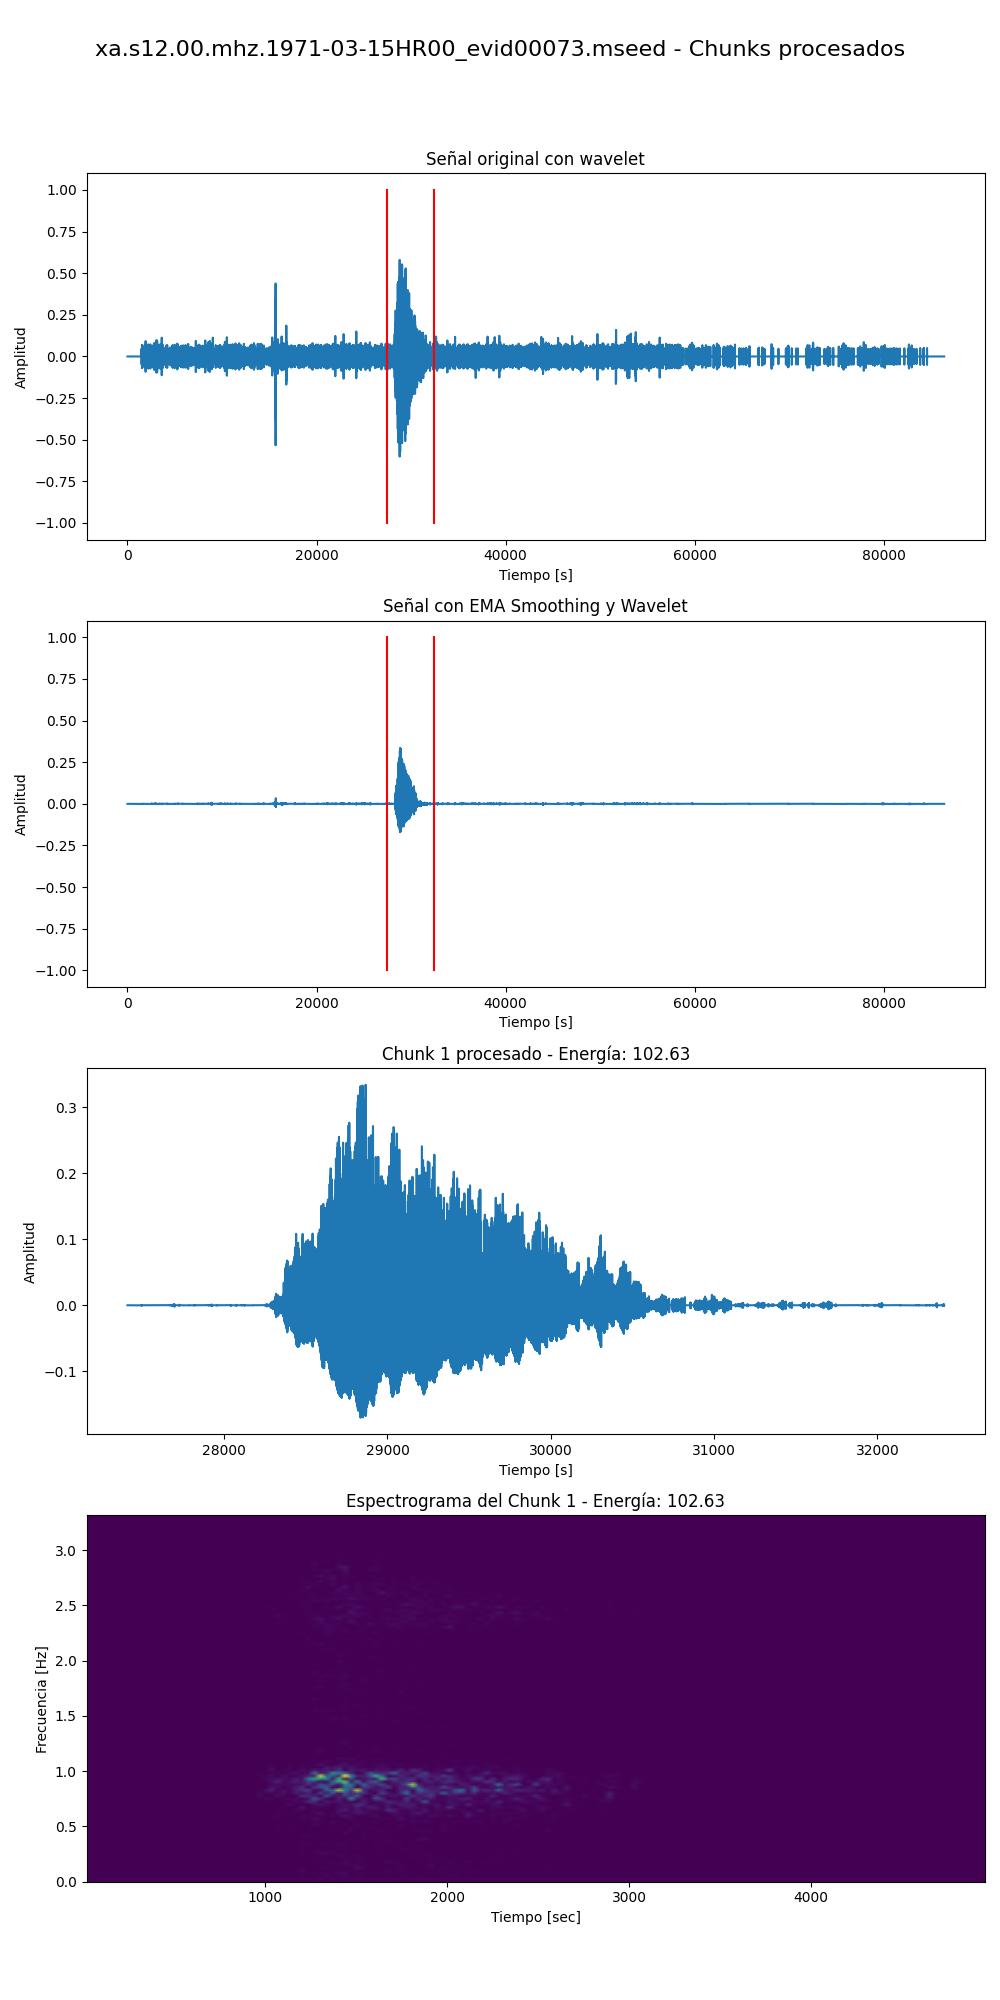 xa.s12.00.mhz.1971-03-15HR00_evid00073.mseed - Chunks procesados
Señal original con wavelet
1.00
0.75
0.50
0.25
0.00
−0.25
−0.50
−0.75
−1.00
Amplitud
0 20000 40000 60000 80000
Tiempo [s]
Señal con EMA Smoothing y Wavelet
1.00
0.75
0.50
0.25
0.00
−0.25
−0.50
−0.75
−1.00
Amplitud
0 20000 40000 60000 80000
Tiempo [s]
Chunk 1 procesado - Energía: 102.63
0.3
0.2
0.1
0.0
−0.1
Amplitud
28000 29000 30000 31000 32000
Tiempo [s]
Espectrograma del Chunk 1 - Energía: 102.63
3.0
2.5
2.0
1.5
1.0
0.5
0.0
Frecuencia [Hz]
1000 2000 3000 4000
Tiempo [sec]